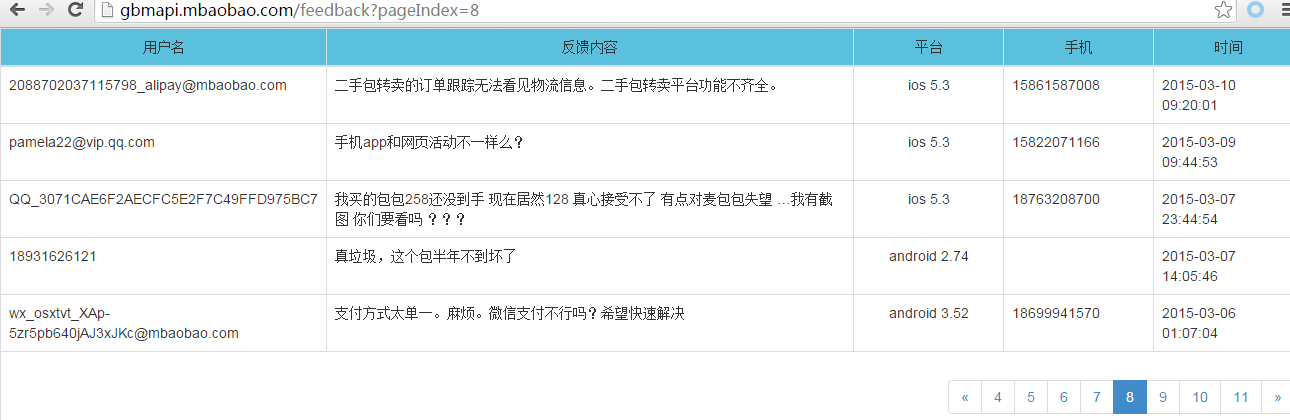 gbmapi.mbaobao.com/feedback?pageIndex=8
用户名 反馈内容 平台 手机 时间
2088702037115798_alipay@mbaobao.com 二手包转卖的订单跟踪无法看见物流信息。二手包转卖平台功能不齐全。 ios 5.3 15861587008 2015-03-10
09:20:01
pamela22@vip.qq.com 手机app和网页活动不一样么？ ios 5.3 15822071166 2015-03-09
09:44:53
QQ_3071CAE6F2AECFC5E2F7C49FFD975BC7 我买的包包258还没到手 现在居然128 真心接受不了 有点对麦包包失望 …我有截 ios 5.3 18763208700 2015-03-07
图 你们要看吗 ？？？ 23:44:54
18931626121 真垃圾，这个包半年不到坏了 android 2.74 2015-03-07
14:05:46
wx_osxtvt_XAp- 支付方式太单一。麻烦。微信支付不行吗？希望快速解决 android 3.52 18699941570 2015-03-06
5zr5pb640jAJ3xJKc@mbaobao.com 01:07:04
« 4 5 6 7 8 9 10 11 »